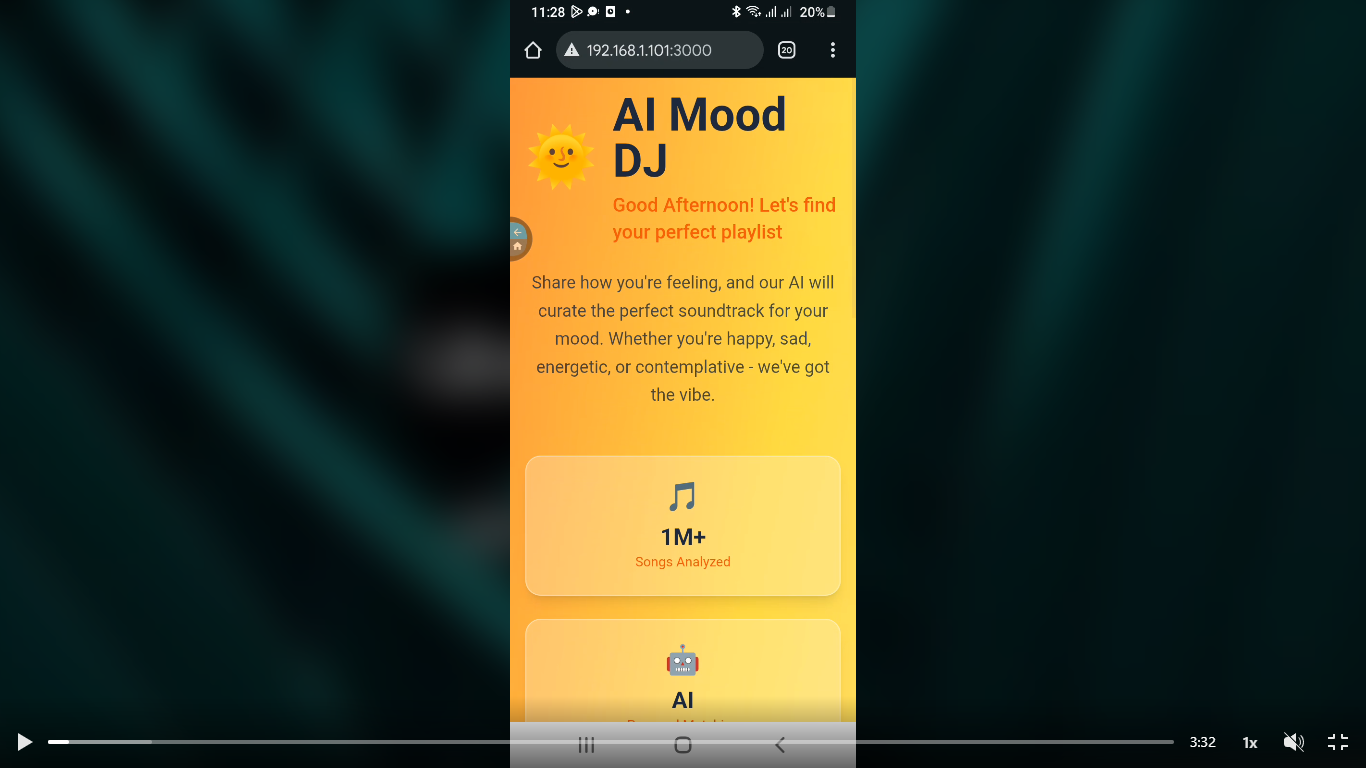 11:28
20%
192.168.1.101:3000
20
AI Mood
DJ
Good Afternoon! Let's find
your perfect playlist
Share how you're feeling, and our AI will
curate the perfect soundtrack for your
mood. Whether you're happy, sad,
energetic, or contemplative - we've got
the vibe.
1M+
Songs Analyzed
AI
3:32
1x